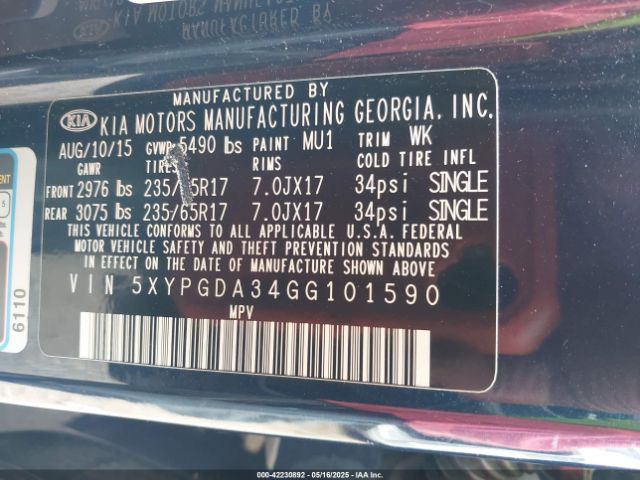 MANUFACTURED BY
KIA KIA MOTORS MANUFACTURING GEORGIA, INC.
AUG/10/15 GVWR 5490 lbs PAINT MU1 TRIM WK
GAWR TIRES RIMS COLD TIRE INFL
FRONT 2976 lbs 235/65R17 7.0JX17 34psi SINGLE
REAR 3075 lbs 235/65R17 7.0JX17 34psi SINGLE
THIS VEHICLE CONFORMS TO ALL APPLICABLE U.S.A. FEDERAL
MOTOR VEHICLE SAFETY AND THEFT PREVENTION STANDARDS
IN EFFECT ON THE DATE OF MANUFACTURE SHOWN ABOVE
VIN 5XYPGDA34GG101590
MPV
6110
00-42230892 - 05/16/2025 - IAA Inc.